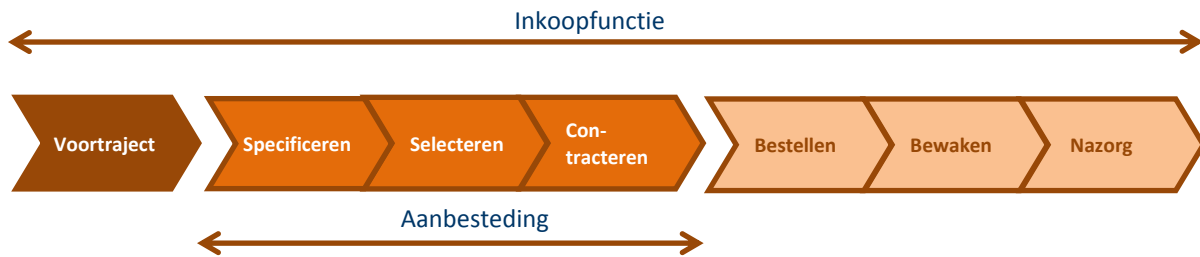 Inkoopfunctie
Voortraject
Specificeren
Selecteren
Con-
tracteren
Bestellen
Bewaken
Nazorg
Aanbesteding